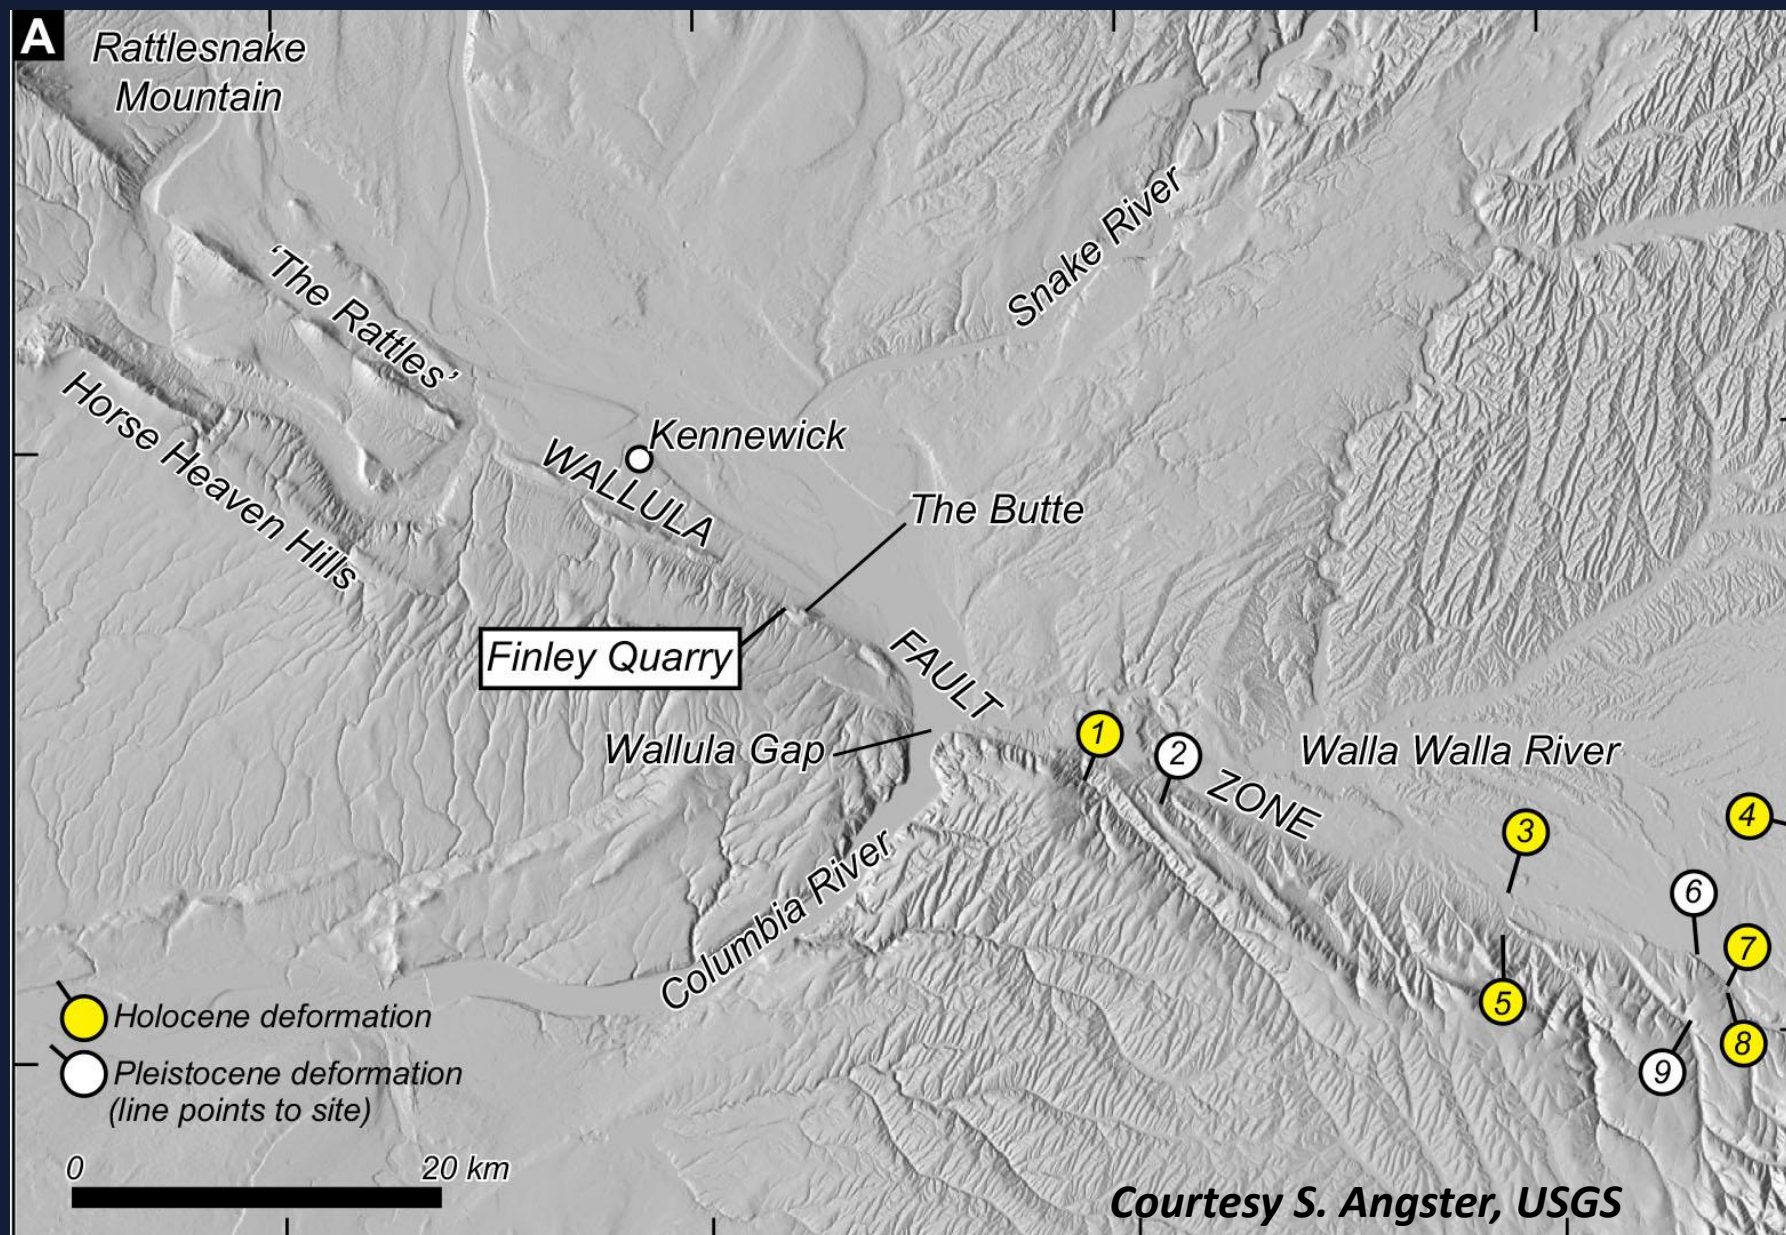 A
Rattlesnake
Mountain
'The Rattles'
Snake River
Horse Heaven Hills
Kennewick
WALLULA
The Butte
Finley Quarry
FAULT
Wallula Gap
1
2
ZONE
Walla Walla River
3
4
Columbia River
6
7
5
8
9
Holocene deformation
Pleistocene deformation
(line points to site)
0 20 km
Courtesy S. Angster, USGS